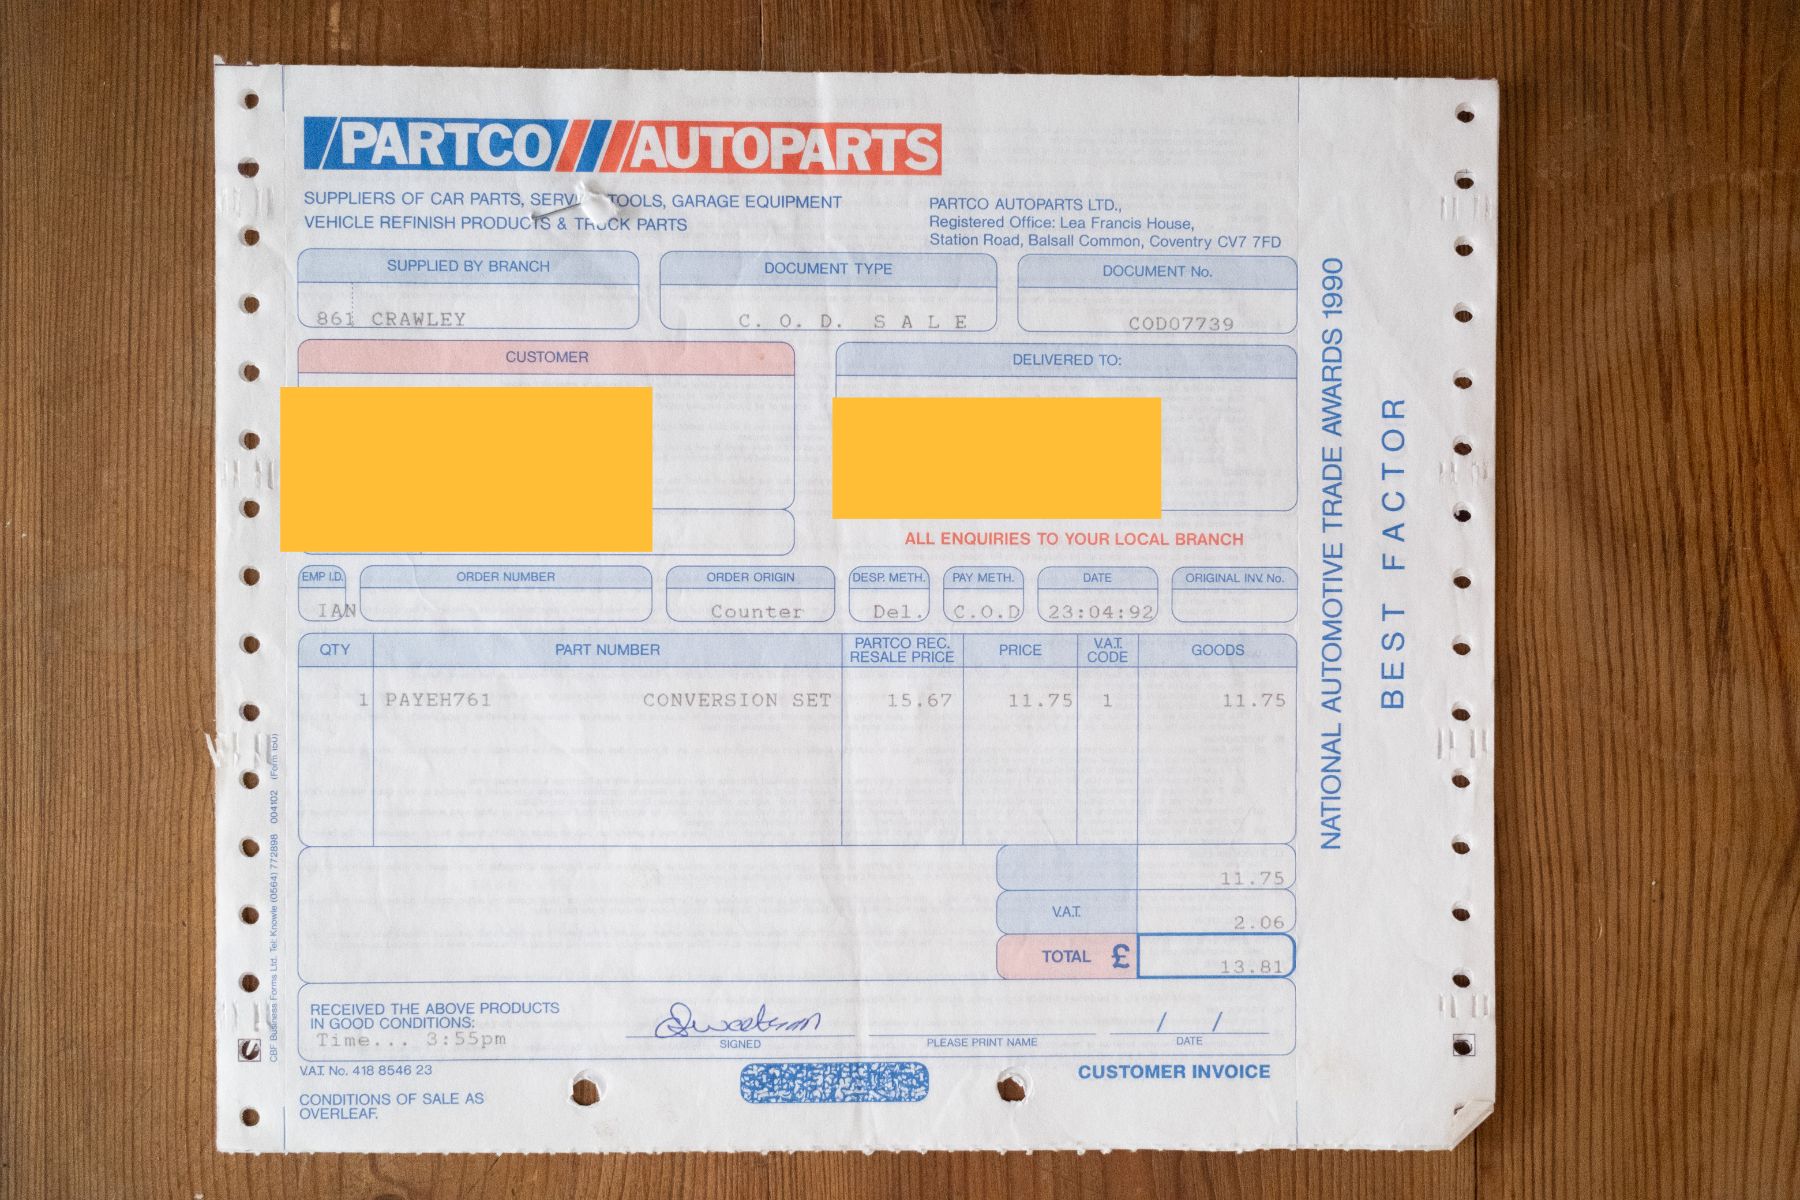 PARTCO AUTOPARTS
SUPPLIERS OF CAR PARTS, SERVI TOOLS, GARAGE EQUIPMENT
VEHICLE REFINISH PRODUCTS & TRUCK PARTS
PARTCO AUTOPARTS LTD.,
Registered Office: Lea Francis House,
Station Road, Balsall Common, Coventry CV7 7FD
SUPPLIED BY BRANCH
861 CRAWLEY
DOCUMENT TYPE
C. O. D. S A L E
DOCUMENT No.
COD07739
CUSTOMER
DELIVERED TO:
ALL ENQUIRIES TO YOUR LOCAL BRANCH
EMP I.D. ORDER NUMBER ORDER ORIGIN DESP. METH. PAY METH. DATE ORIGINAL INV. No.
IAN Counter Del. C.O.D 23:04:92
QTY PART NUMBER PARTCO REC. RESALE PRICE PRICE V.A.T. CODE GOODS
1 PAYEH761 CONVERSION SET 15.67 11.75 1 11.75
11.75
V.A.T. 2.06
TOTAL £ 13.81
RECEIVED THE ABOVE PRODUCTS
IN GOOD CONDITIONS:
Time... 3:55pm
SIGNED
PLEASE PRINT NAME
/ /
DATE
V.A.T. No. 418 8546 23
CUSTOMER INVOICE
CONDITIONS OF SALE AS
OVERLEAF.
CBF Business Forms Ltd. Tel: Knowle (0564) 772898 004102 (Form 150)
NATIONAL AUTOMOTIVE TRADE AWARDS 1990
BEST FACTOR